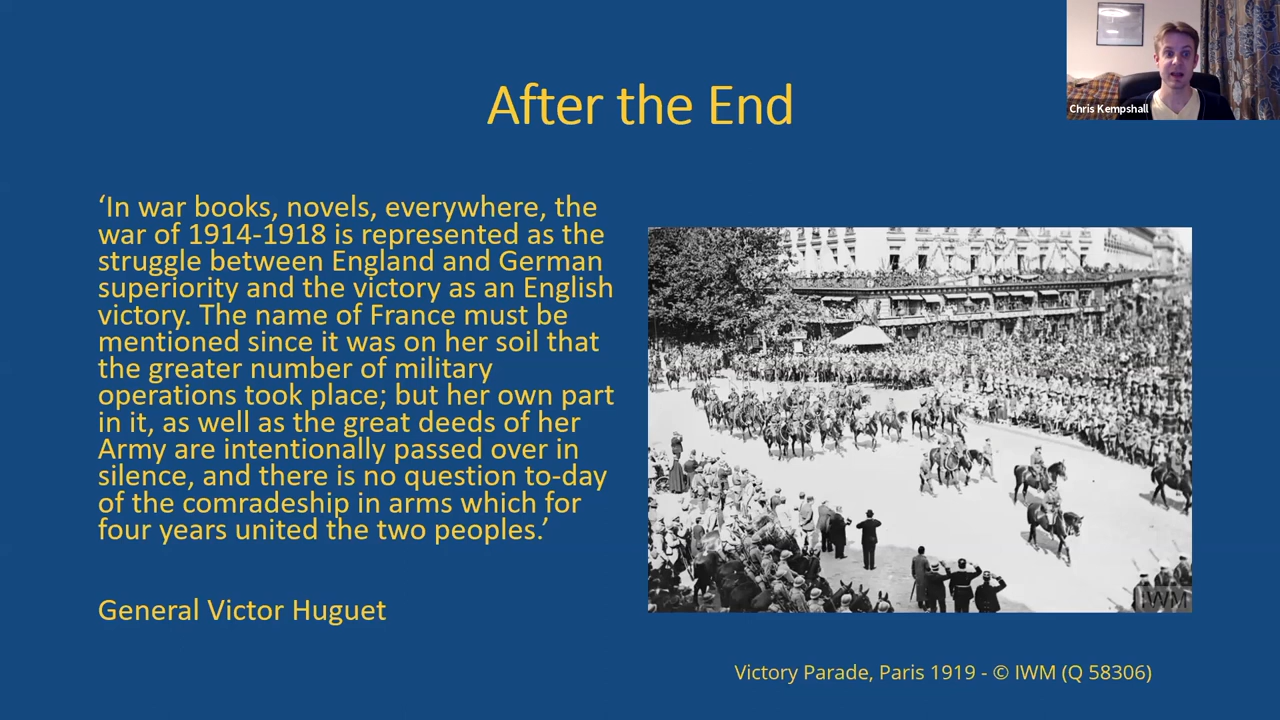 Chris Kempshall
After the End
‘In war books, novels, everywhere, the
war of 1914-1918 is represented as the
struggle between England and German
superiority and the victory as an English
victory. The name of France must be
mentioned since it was on her soil that
the greater number of military
operations took place; but her own part
in it, as well as the great deeds of her
Army are intentionally passed over in
silence, and there is no question to-day
of the comradeship in arms which for
four years united the two peoples.’
General Victor Huguet
IWM
Victory Parade, Paris 1919 - © IWM (Q 58306)